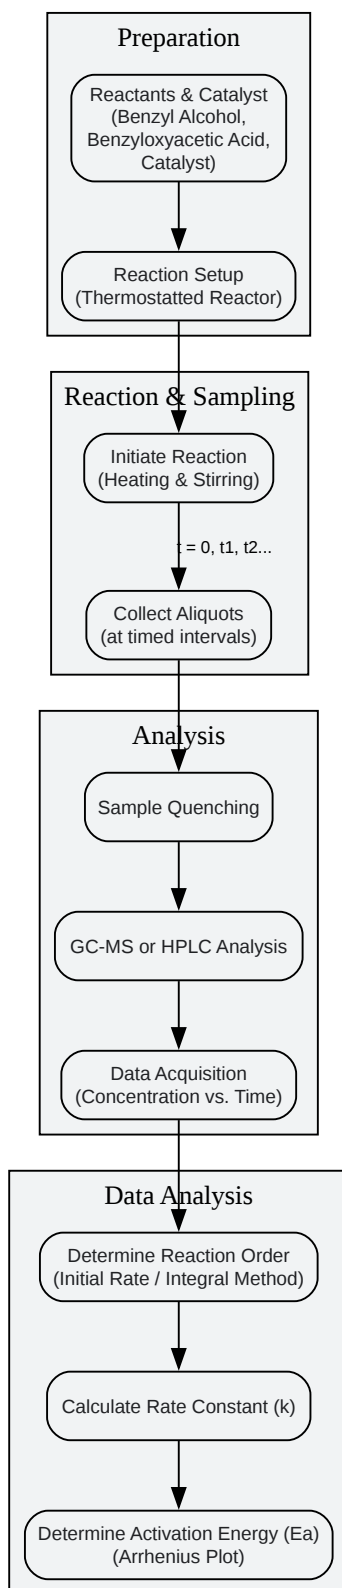 Preparation
Reactants & Catalyst
(Benzyl Alcohol,
Benzyloxyacetic Acid,
Catalyst)
Reaction Setup
(Thermostatted Reactor)
Reaction & Sampling
Initiate Reaction
(Heating & Stirring)
t = 0, t1, t2...
Collect Aliquots
(at timed intervals)
Analysis
Sample Quenching
GC-MS or HPLC Analysis
Data Acquisition
(Concentration vs. Time)
Data Analysis
Determine Reaction Order
(Initial Rate / Integral Method)
Calculate Rate Constant (k)
Determine Activation Energy (Ea)
(Arrhenius Plot)